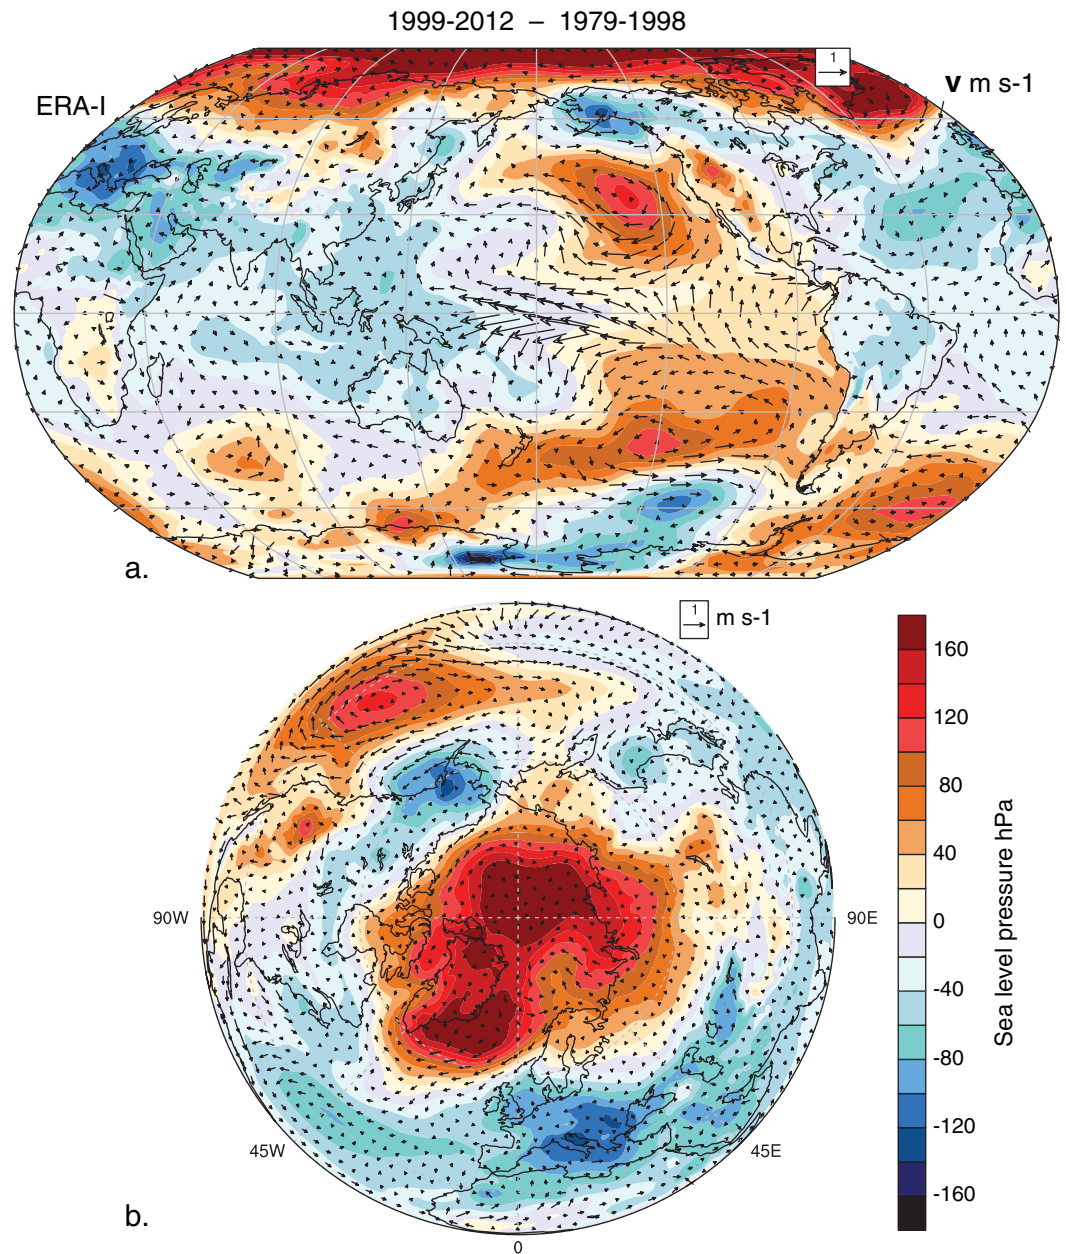 1999-2012 – 1979-1998
1
v m s-1
ERA-I
a.
1
m s-1
160
120
80
40
0
-40
-80
-120
-160
Sea level pressure hPa
90W
90E
45W
45E
b.
0